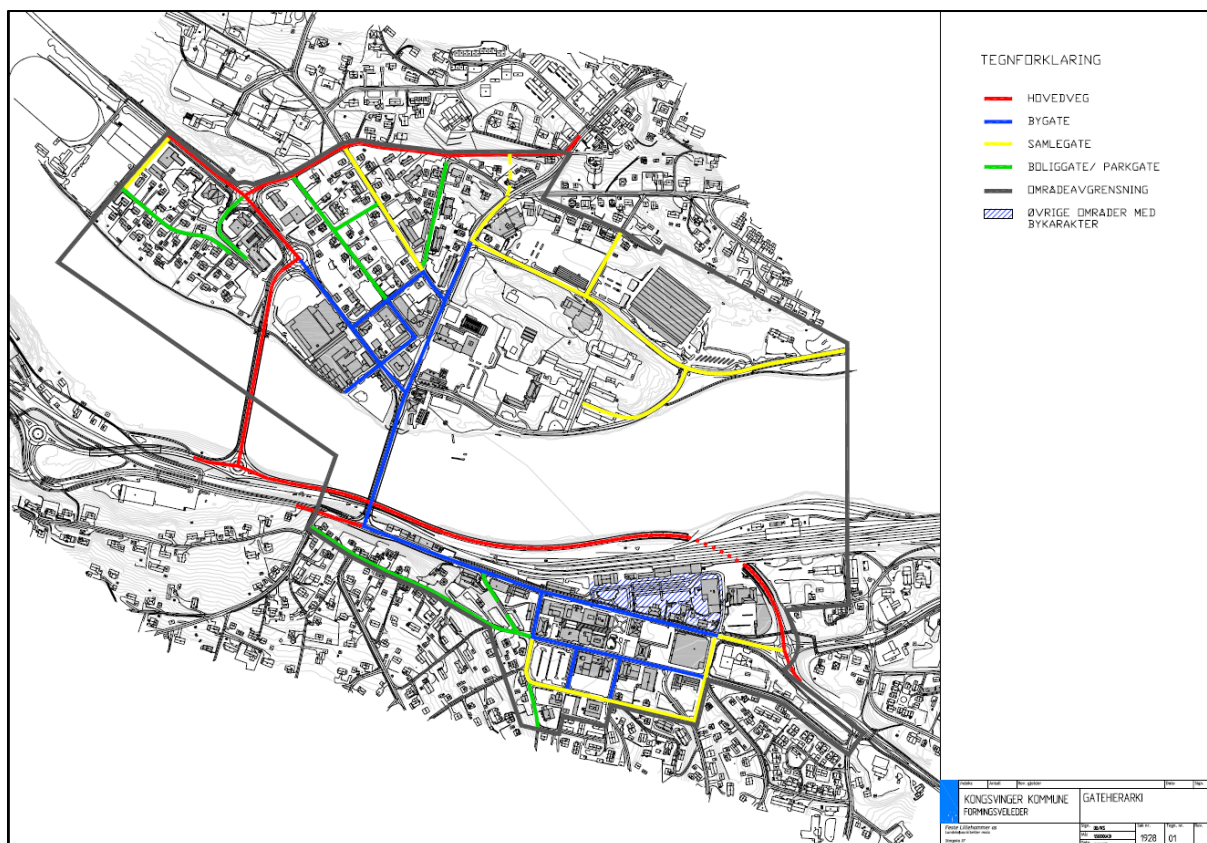 TEGNFORKLARING
HOVEDVEG
BYGATE
SAMLEGATE
BOLIGGATE/ PARKGATE
OMRÅDEAVGRENSNING
ØVRIGE OMRÅDER MED
BYKARAKTER
KONGSVINGER KOMMUNE
FORMINGSVEILEDER
GATEHERARKI
Feste Lillehammer as
1928
01